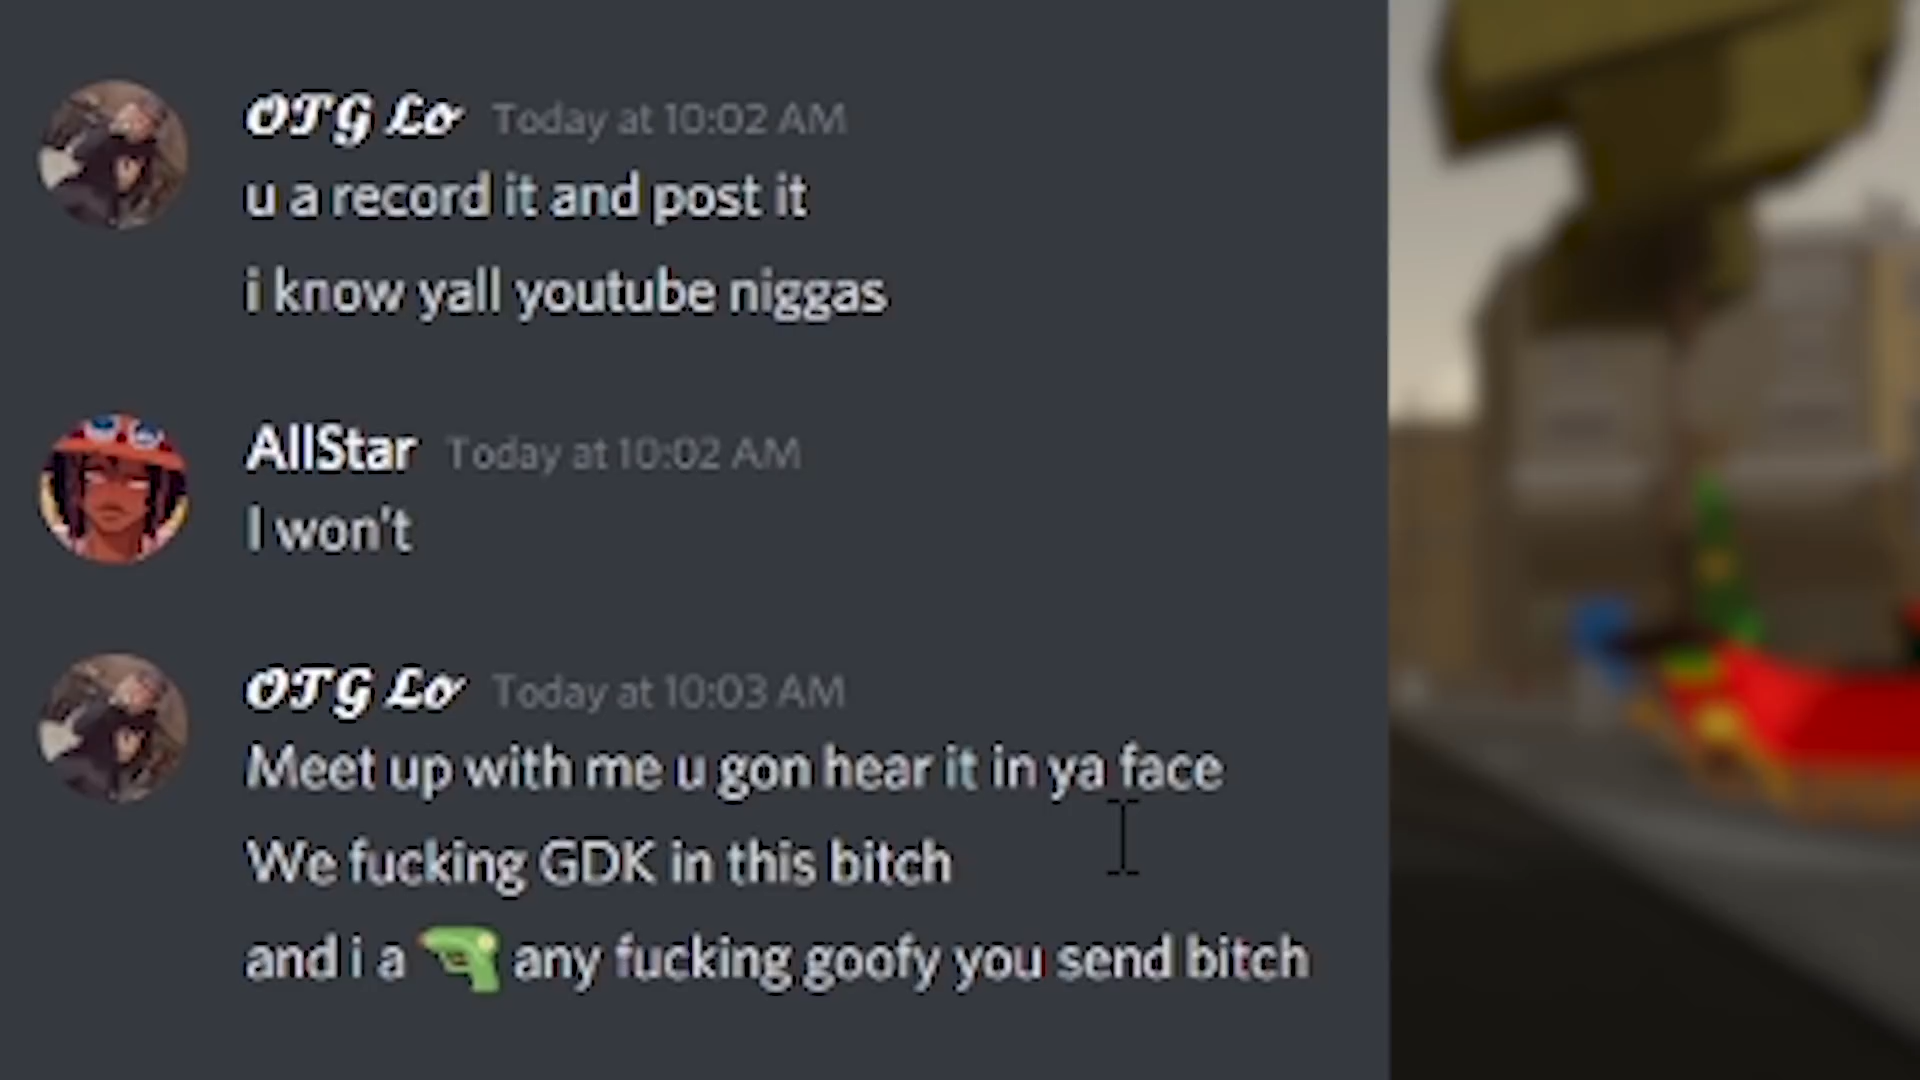 𝓞𝓣𝓖 𝓛𝓸 Today at 10:02 AM
u a record it and post it
i know yall youtube niggas
AllStar Today at 10:02 AM
I won't
𝓞𝓣𝓖 𝓛𝓸 Today at 10:03 AM
Meet up with me u gon hear it in ya face
We fucking GDK in this bitch
and i a 🔫 any fucking goofy you send bitch